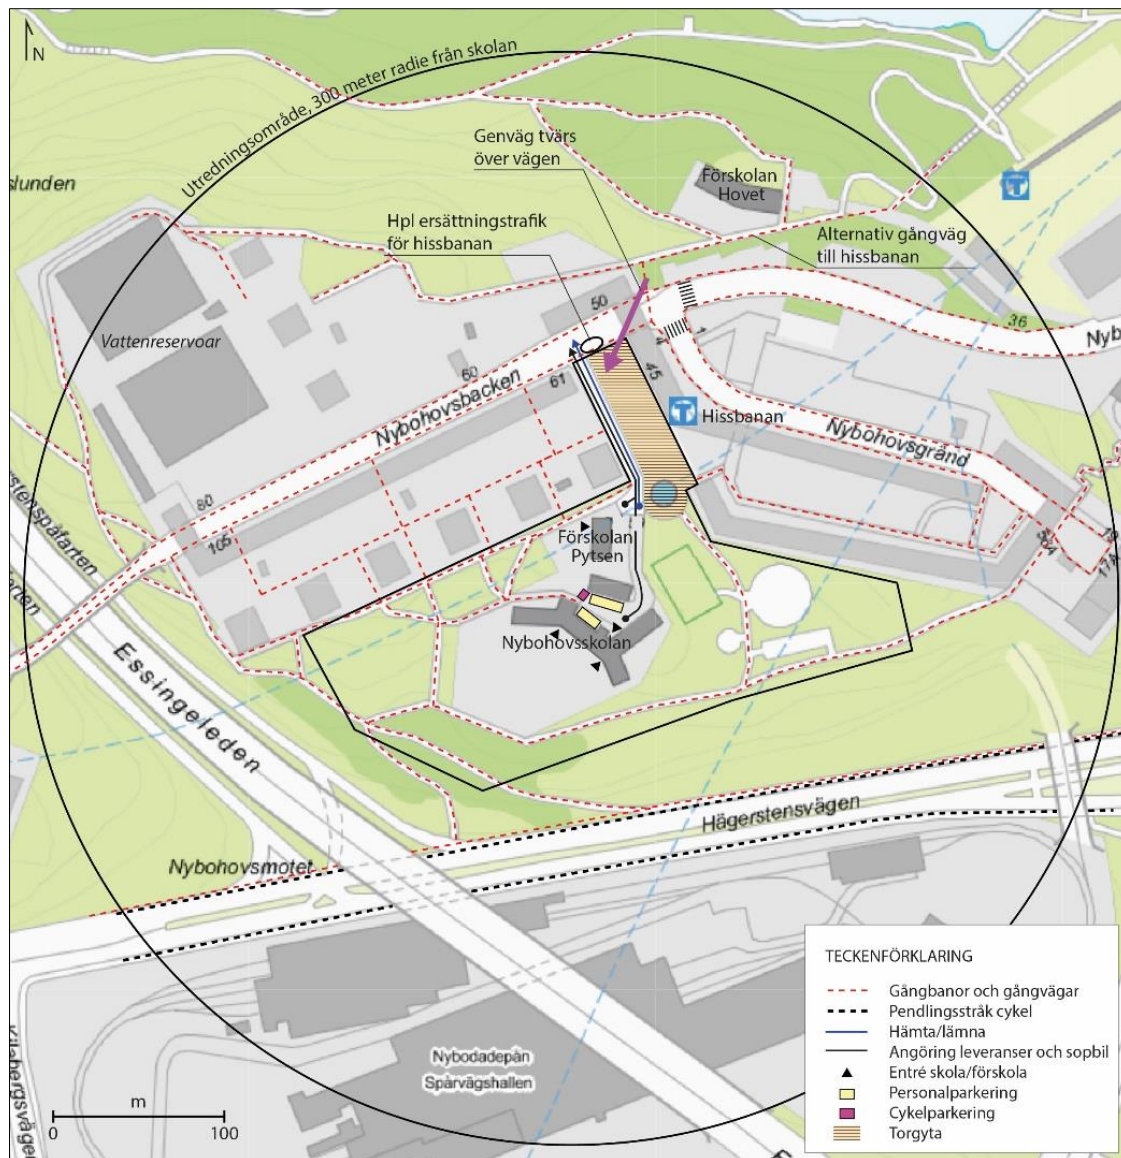 N
Utredningsområde, 300 meter radie från skolan
Genväg tvärs
över vägen
slunden
Förskolan
Hovet
T
Hpl ersättningstrafik
för hissbanan
Alternativ gångväg
till hissbanan
50
36
Vattenreservoar
60
61
4
1
45
Nybohovsbacken
T
Hissbanan
Nybohovsgränd
80
105
Förskolan
Pytsen
Nybohovsskolan
Essingeleden
Hägerstensvägen
Nybohovsmotet
Nybodadepån
Spårvägshallen
m
0
100
TECKENFÖRKLARING
Gångbanor och gångvägar
Pendlingsstråk cykel
Hämta/lämna
Angöring leveranser och sopbil
Entré skola/förskola
Personalparkering
Cykelparkering
Torgyta